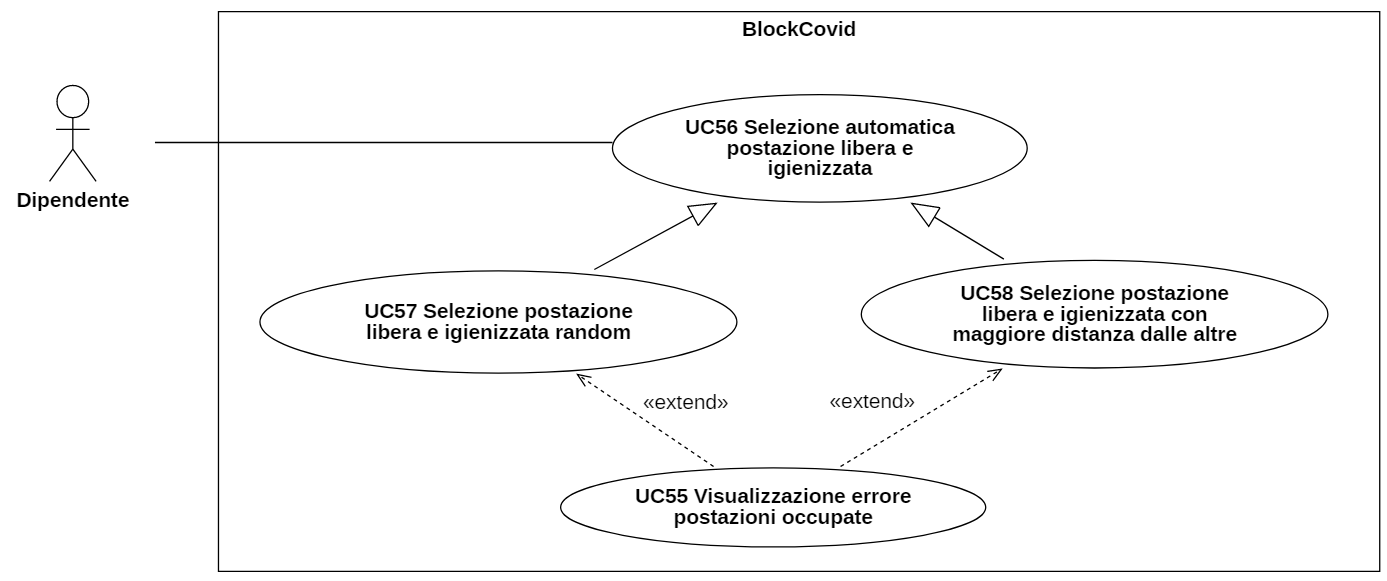 BlockCovid
Dipendente
UC56 Selezione automatica
postazione libera e
igienizzata
UC57 Selezione postazione
libera e igienizzata random
UC58 Selezione postazione
libera e igienizzata con
maggiore distanza dalle altre
«extend»
«extend»
UC55 Visualizzazione errore
postazioni occupate